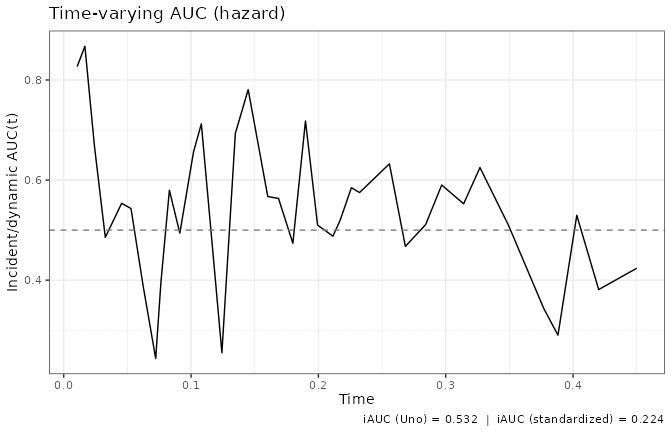 Time-varying AUC (hazard)
Incident/dynamic AUC(t)
0.8
0.6
0.4
0.0 0.1 0.2 0.3 0.4
Time
iAUC (Uno) = 0.532 | iAUC (standardized) = 0.224